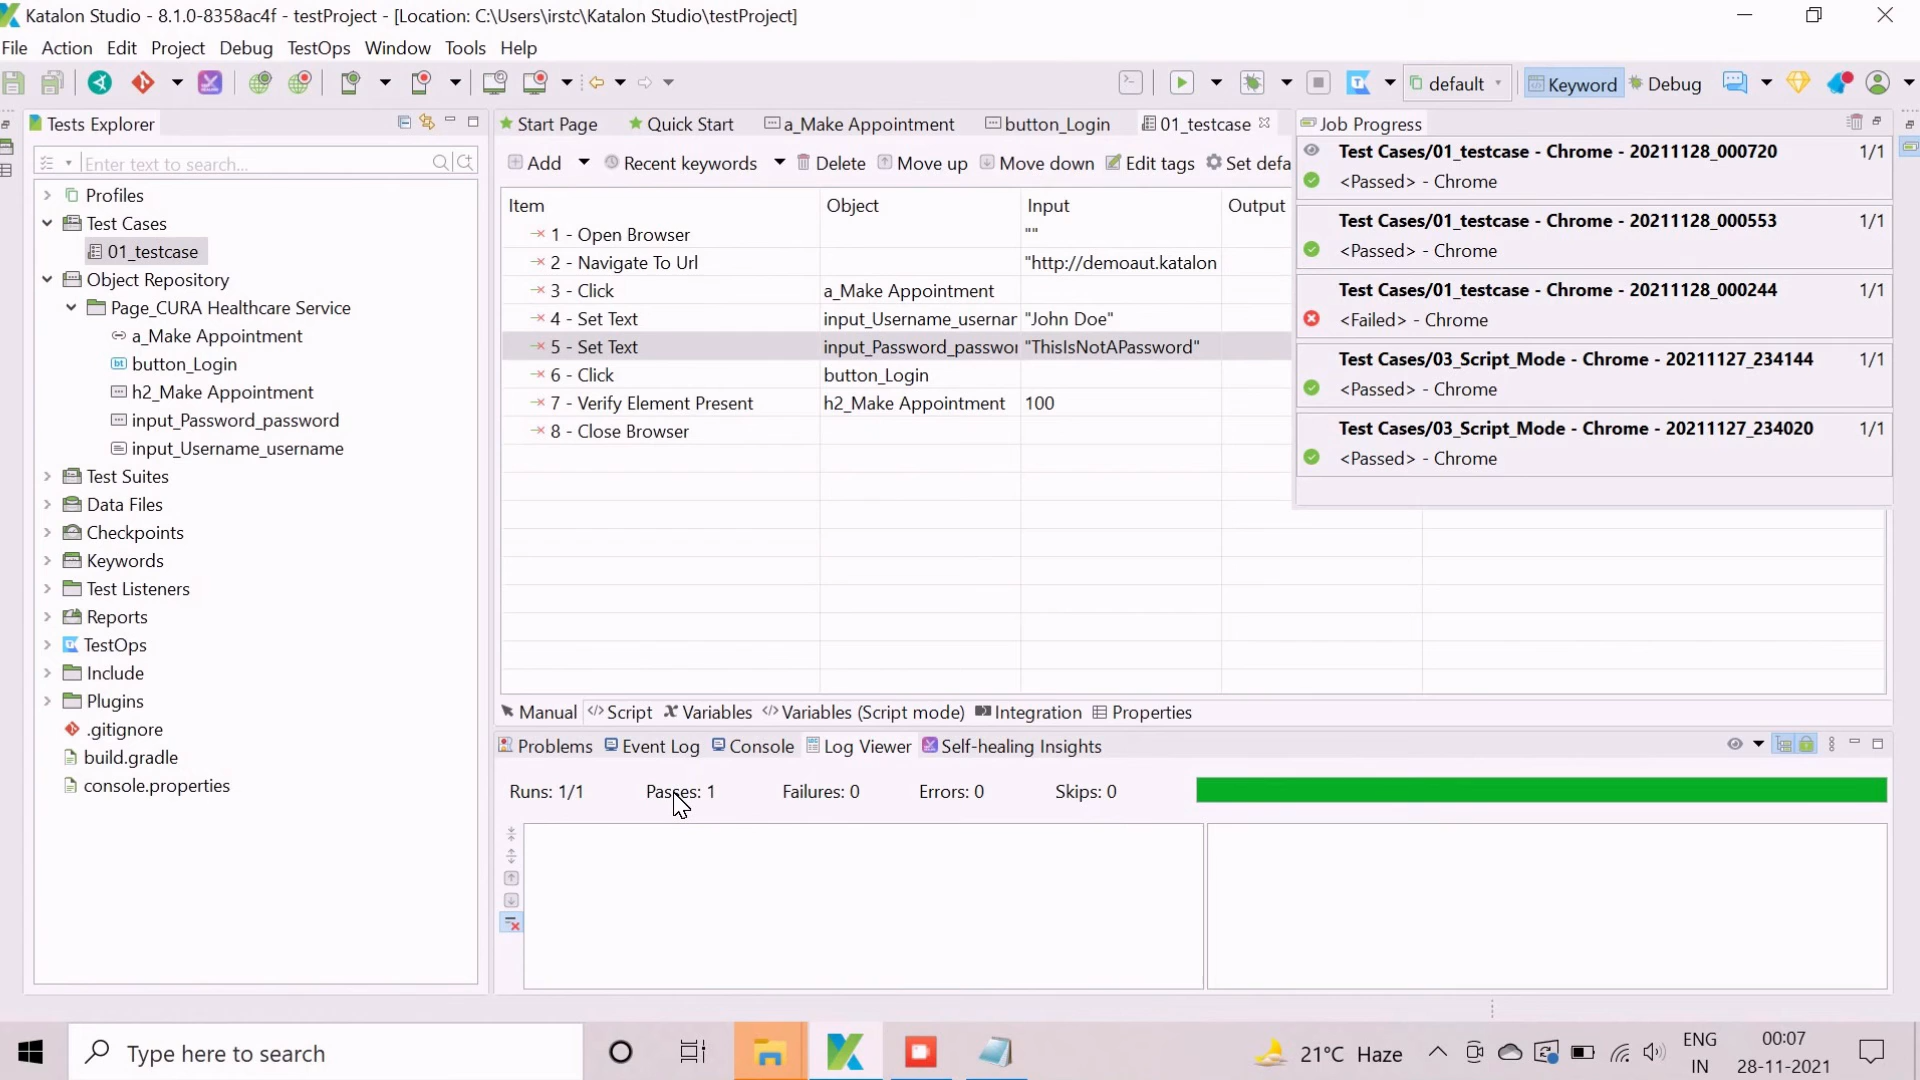 Katalon Studio - 8.1.0-8358ac4f - testProject - [Location: C:\Users\irstc\Katalon Studio\testProject]
File Action Edit Project Debug TestOps Window Tools Help
default Keyword Debug
Tests Explorer
Enter text to search...
Profiles
Test Cases
01_testcase
Object Repository
Page_CURA Healthcare Service
a_Make Appointment
button_Login
h2_Make Appointment
input_Password_password
input_Username_username
Test Suites
Data Files
Checkpoints
Keywords
Test Listeners
Reports
TestOps
Include
Plugins
.gitignore
build.gradle
console.properties
Start Page Quick Start a_Make Appointment button_Login 01_testcase
Add Recent keywords Delete Move up Move down Edit tags Set defa
Item Object Input Output
1 - Open Browser ""
2 - Navigate To Url "http://demoaut.katalon
3 - Click a_Make Appointment
4 - Set Text input_Username_usernar "John Doe"
5 - Set Text input_Password_passwor "ThisIsNotAPassword"
6 - Click button_Login
7 - Verify Element Present h2_Make Appointment 100
8 - Close Browser
Job Progress
Test Cases/01_testcase - Chrome - 20211128_000720 1/1
<Passed> - Chrome
Test Cases/01_testcase - Chrome - 20211128_000553 1/1
<Passed> - Chrome
Test Cases/01_testcase - Chrome - 20211128_000244 1/1
<Failed> - Chrome
Test Cases/03_Script_Mode - Chrome - 20211127_234144 1/1
<Passed> - Chrome
Test Cases/03_Script_Mode - Chrome - 20211127_234020 1/1
<Passed> - Chrome
Manual Script Variables Variables (Script mode) Integration Properties
Problems Event Log Console Log Viewer Self-healing Insights
Runs: 1/1 Passes: 1 Failures: 0 Errors: 0 Skips: 0
Type here to search
21°C Haze
ENG
IN
00:07
28-11-2021